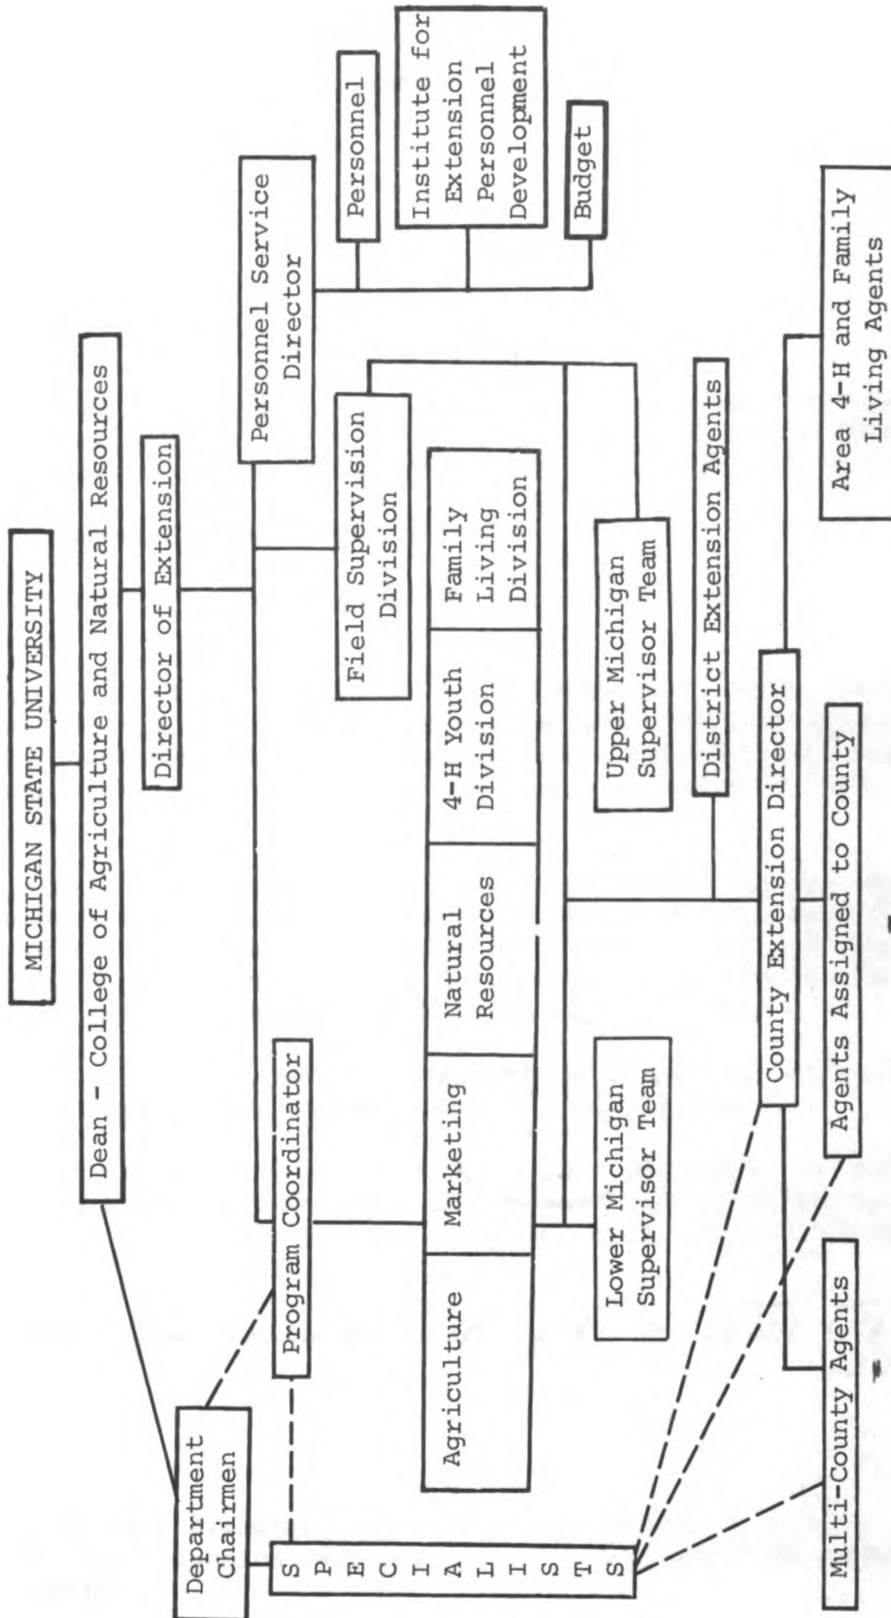 MICHIGAN STATE UNIVERSITY
Dean - College of Agriculture and Natural Resources
Director of Extension
Department
Chairmen
Program Coordinator
Personnel Service
Director
Personnel
Institute for
Extension
Personnel
Development
Budget
Field Supervision
Division
SPECIALISTS
Agriculture
Marketing
Natural
Resources
4-H Youth
Division
Family
Living
Division
Lower Michigan
Supervisor Team
Upper Michigan
Supervisor Team
District Extension Agents
County Extension Director
Multi-County Agents
Agents Assigned to County
Area 4-H and Family
Living Agents